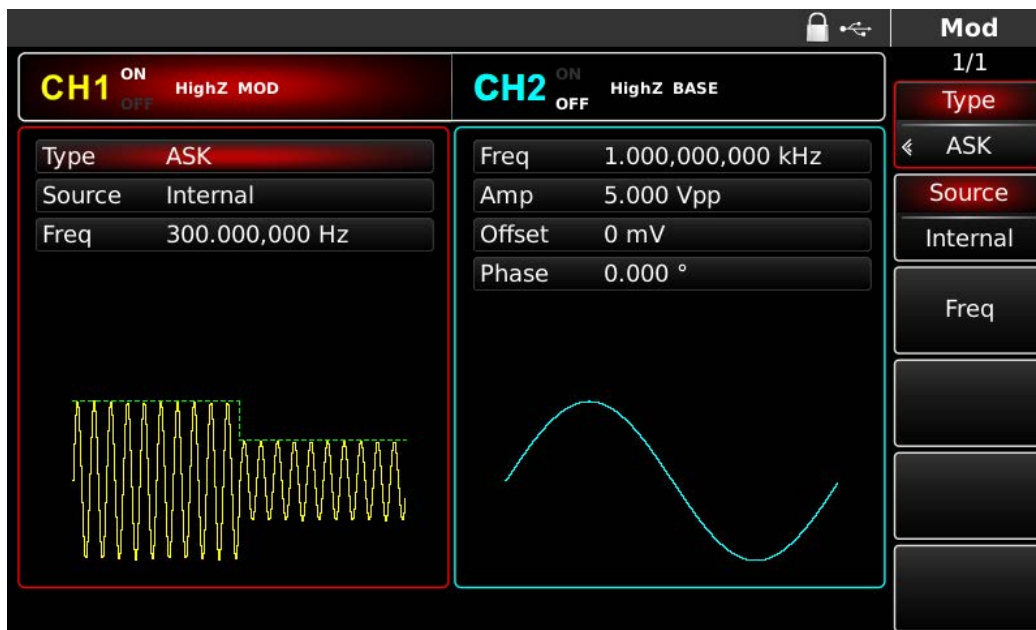 Mod
1/1
CH1 ON OFF HighZ MOD
CH2 ON OFF HighZ BASE
Type ASK
Source Internal
Freq 300.000,000 Hz
Freq 1.000,000,000 kHz
Amp 5.000 Vpp
Offset 0 mV
Phase 0.000 °
Type
ASK
Source
Internal
Freq